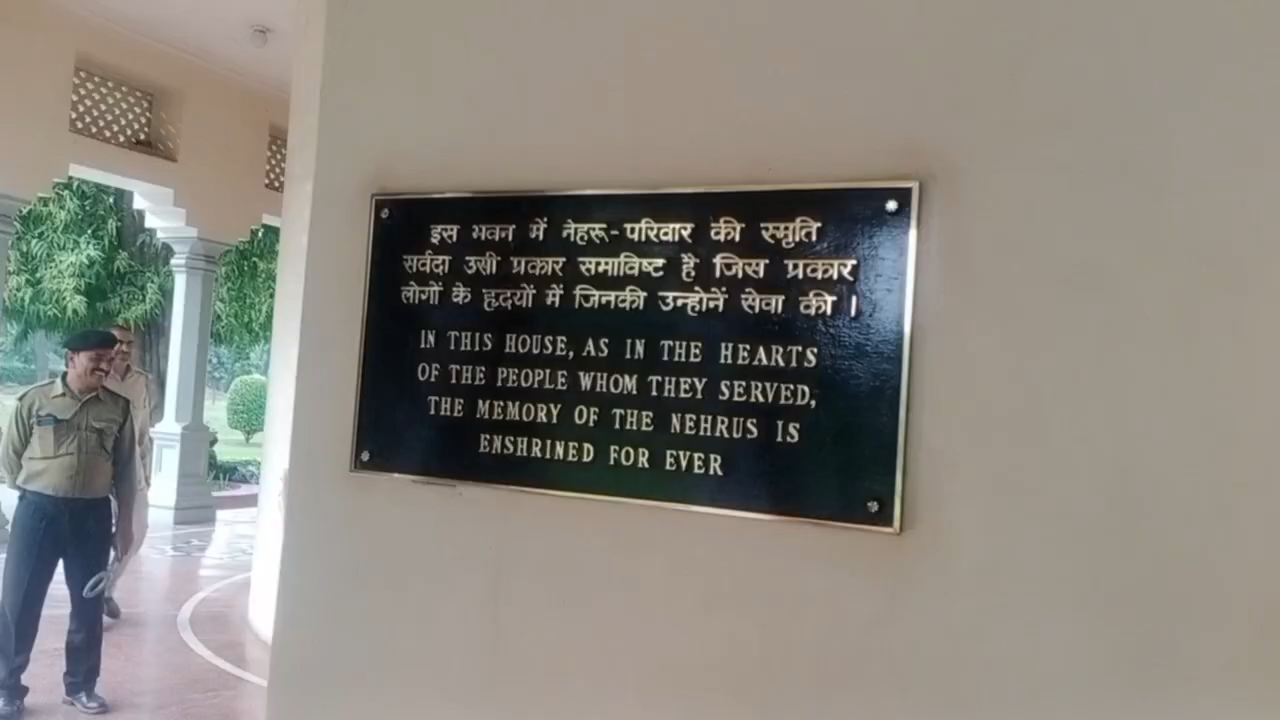 इस भवन में नेहरू-परिवार की स्मृति
सर्वदा उसी प्रकार समाविष्ट है जिस प्रकार
लोगों के हृदयों में जिनकी उन्होनें सेवा की ।
IN THIS HOUSE, AS IN THE HEARTS
OF THE PEOPLE WHOM THEY SERVED,
THE MEMORY OF THE NEHRUS IS
ENSHRINED FOR EVER